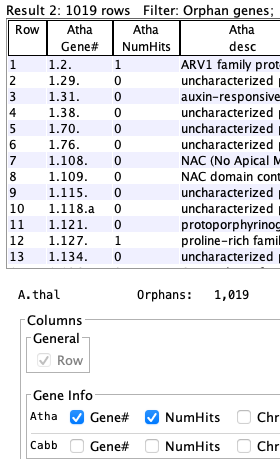 Result 2: 1019 rows Filter: Orphan genes;
Row Atha Gene# Atha NumHits Atha desc
1 1.2. 1 ARV1 family prot
2 1.29. 0 uncharacterized p
3 1.31. 0 auxin-responsive
4 1.38. 0 uncharacterized p
5 1.70. 0 uncharacterized p
6 1.76. 0 uncharacterized p
7 1.108. 0 NAC (No Apical M
8 1.109. 0 NAC domain cont
9 1.115. 0 uncharacterized p
10 1.118.a 0 uncharacterized p
11 1.121. 0 protoporphyrinog
12 1.127. 1 proline-rich famil
13 1.134. 0 uncharacterized p
A.thal Orphans: 1,019
Columns
General
Row
Gene Info
Atha Gene# NumHits Chr
Cabb Gene# NumHits Chr